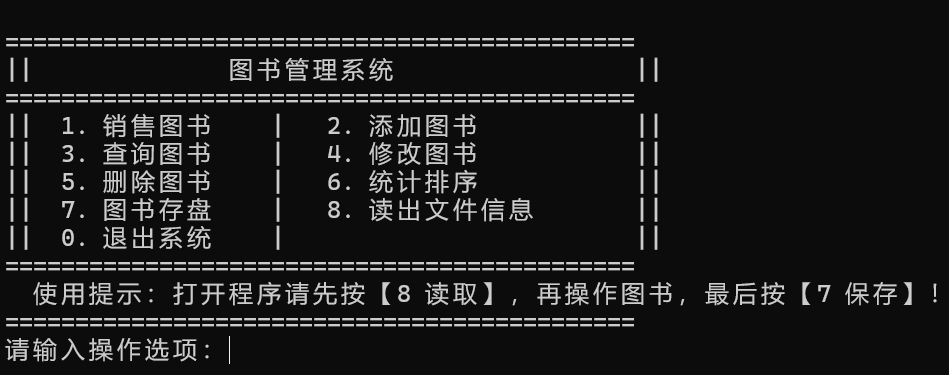 =============================================
||              图书管理系统                  ||
=============================================
||  1. 销售图书    |   2. 添加图书            ||
||  3. 查询图书    |   4. 修改图书            ||
||  5. 删除图书    |   6. 统计排序            ||
||  7. 图书存盘    |   8. 读出文件信息        ||
||  0. 退出系统    |                          ||
=============================================
  使用提示：打开程序请先按【8 读取】，再操作图书，最后按【7 保存】！
=============================================
请输入操作选项：